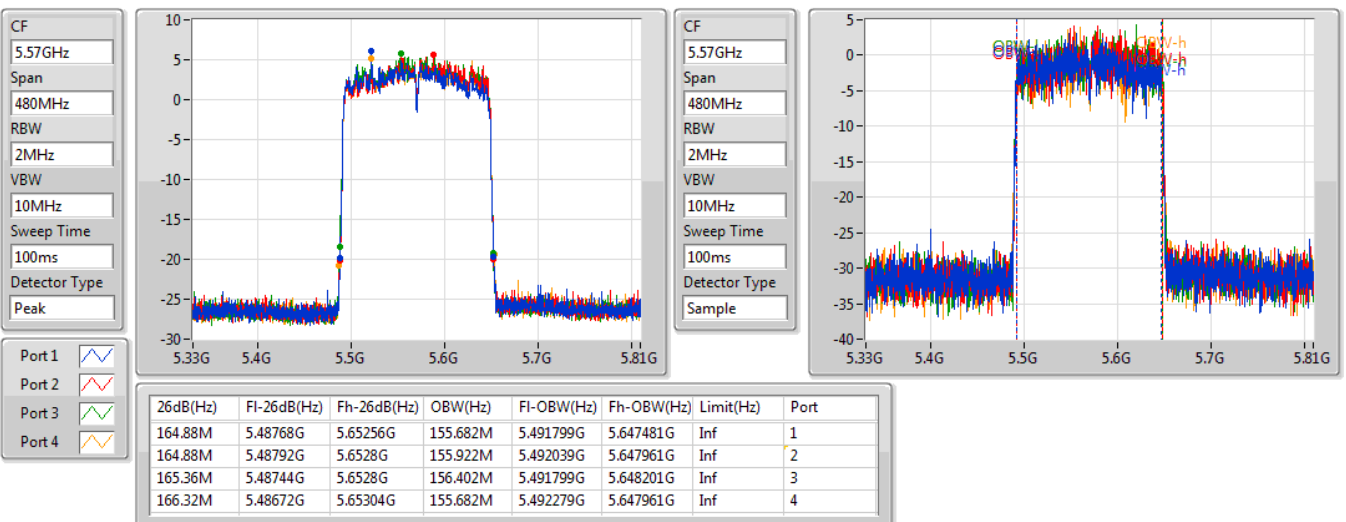 CF
5.57GHz
Span
480MHz
RBW
2MHz
VBW
10MHz
Sweep Time
100ms
Detector Type
Peak
10
5
0
-5
-10
-15
-20
-25
-30
5.33G 5.4G 5.5G 5.6G 5.7G 5.81G
CF
5.57GHz
Span
480MHz
RBW
2MHz
VBW
10MHz
Sweep Time
100ms
Detector Type
Sample
5
0
-5
-10
-15
-20
-25
-30
-35
-40
OBW-h
5.33G 5.4G 5.5G 5.6G 5.7G 5.81G
Port 1
Port 2
Port 3
Port 4
26dB(Hz) Fl-26dB(Hz) Fh-26dB(Hz) OBW(Hz) Fl-OBW(Hz) Fh-OBW(Hz) Limit(Hz) Port
164.88M 5.48768G 5.65256G 155.682M 5.491799G 5.647481G Inf 1
164.88M 5.48792G 5.6528G 155.922M 5.492039G 5.647961G Inf 2
165.36M 5.48744G 5.6528G 156.402M 5.491799G 5.648201G Inf 3
166.32M 5.48672G 5.65304G 155.682M 5.492279G 5.647961G Inf 4